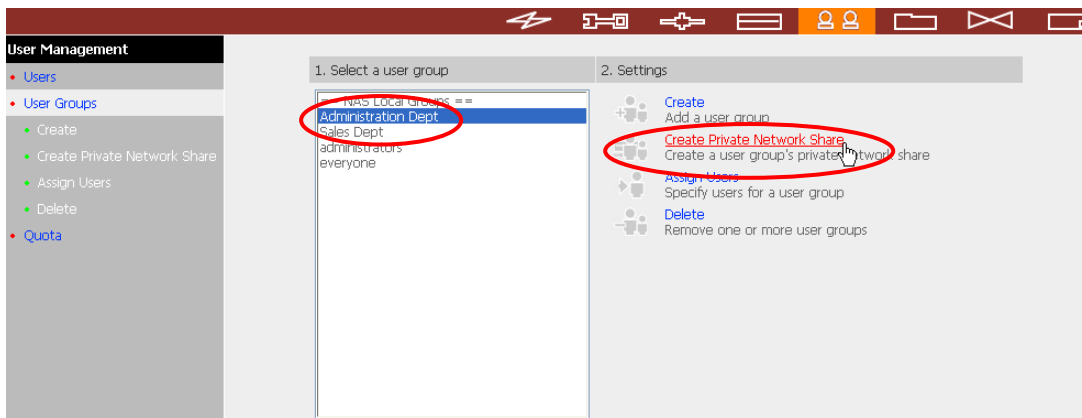 User Management
Users
User Groups
Create
Create Private Network Share
Assign Users
Delete
Quota
1. Select a user group
== NAS Local Groups ==
Administration Dept
Sales Dept
administrators
everyone
2. Settings
Create
Add a user group
Create Private Network Share
Create a user group's private network share
Assign Users
Specify users for a user group
Delete
Remove one or more user groups